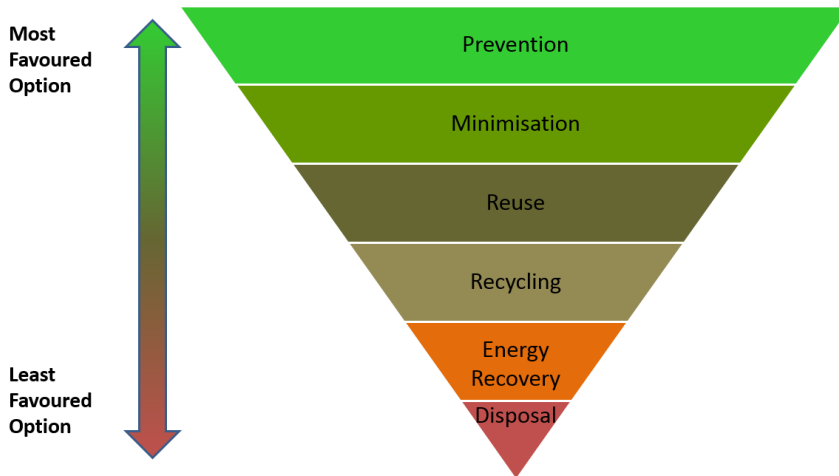 Most
Favoured
Option
Prevention
Minimisation
Reuse
Recycling
Energy
Recovery
Disposal
Least
Favoured
Option